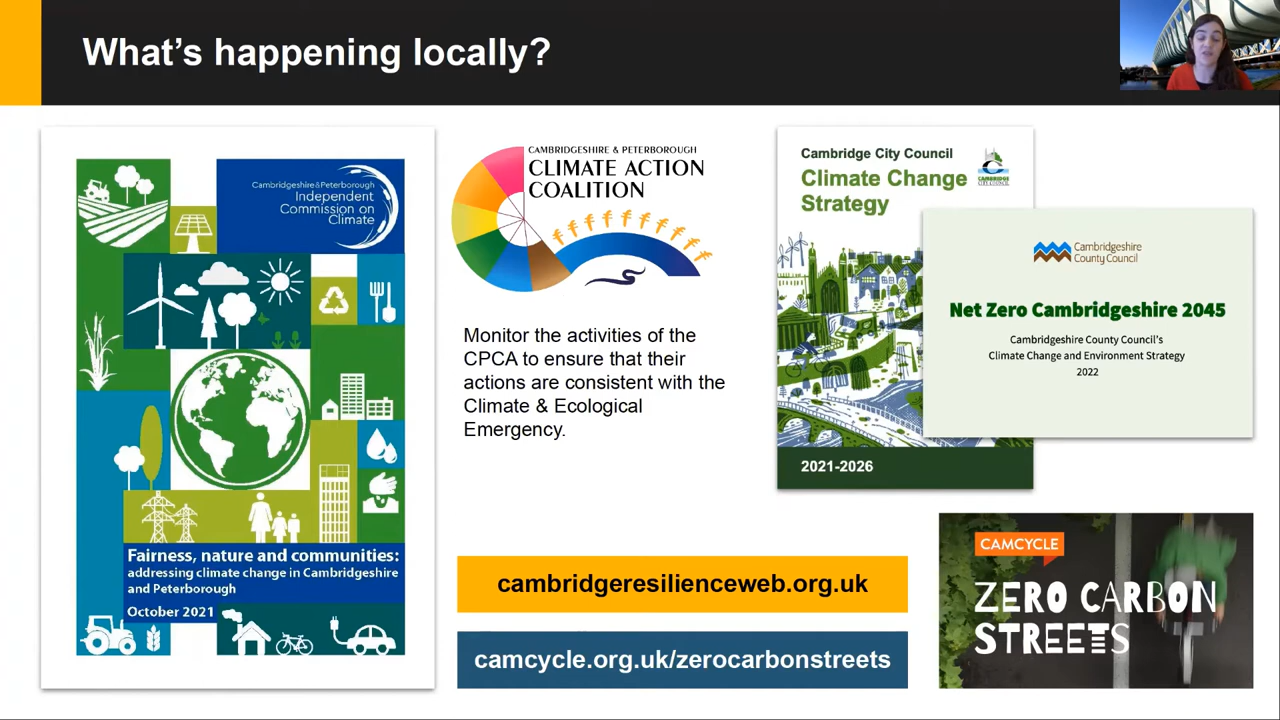 What's happening locally?
Cambridgeshire & Peterborough
Independent
Commission on
Climate
Fairness, nature and communities:
addressing climate change in Cambridgeshire
and Peterborough
October 2021
CAMBRIDGESHIRE & PETERBOROUGH
CLIMATE ACTION
COALITION
Monitor the activities of the
CPCA to ensure that their
actions are consistent with the
Climate & Ecological
Emergency.
cambridgeresilienceweb.org.uk
camcycle.org.uk/zerocarbonstreets
Cambridge City Council
Climate Change
Strategy
CAMBRIDGE
CITY COUNCIL
2021-2026
Cambridgeshire
County Council
Net Zero Cambridgeshire 2045
Cambridgeshire County Council's
Climate Change and Environment Strategy
2022
CAMCYCLE
ZERO CARBON
STREETS